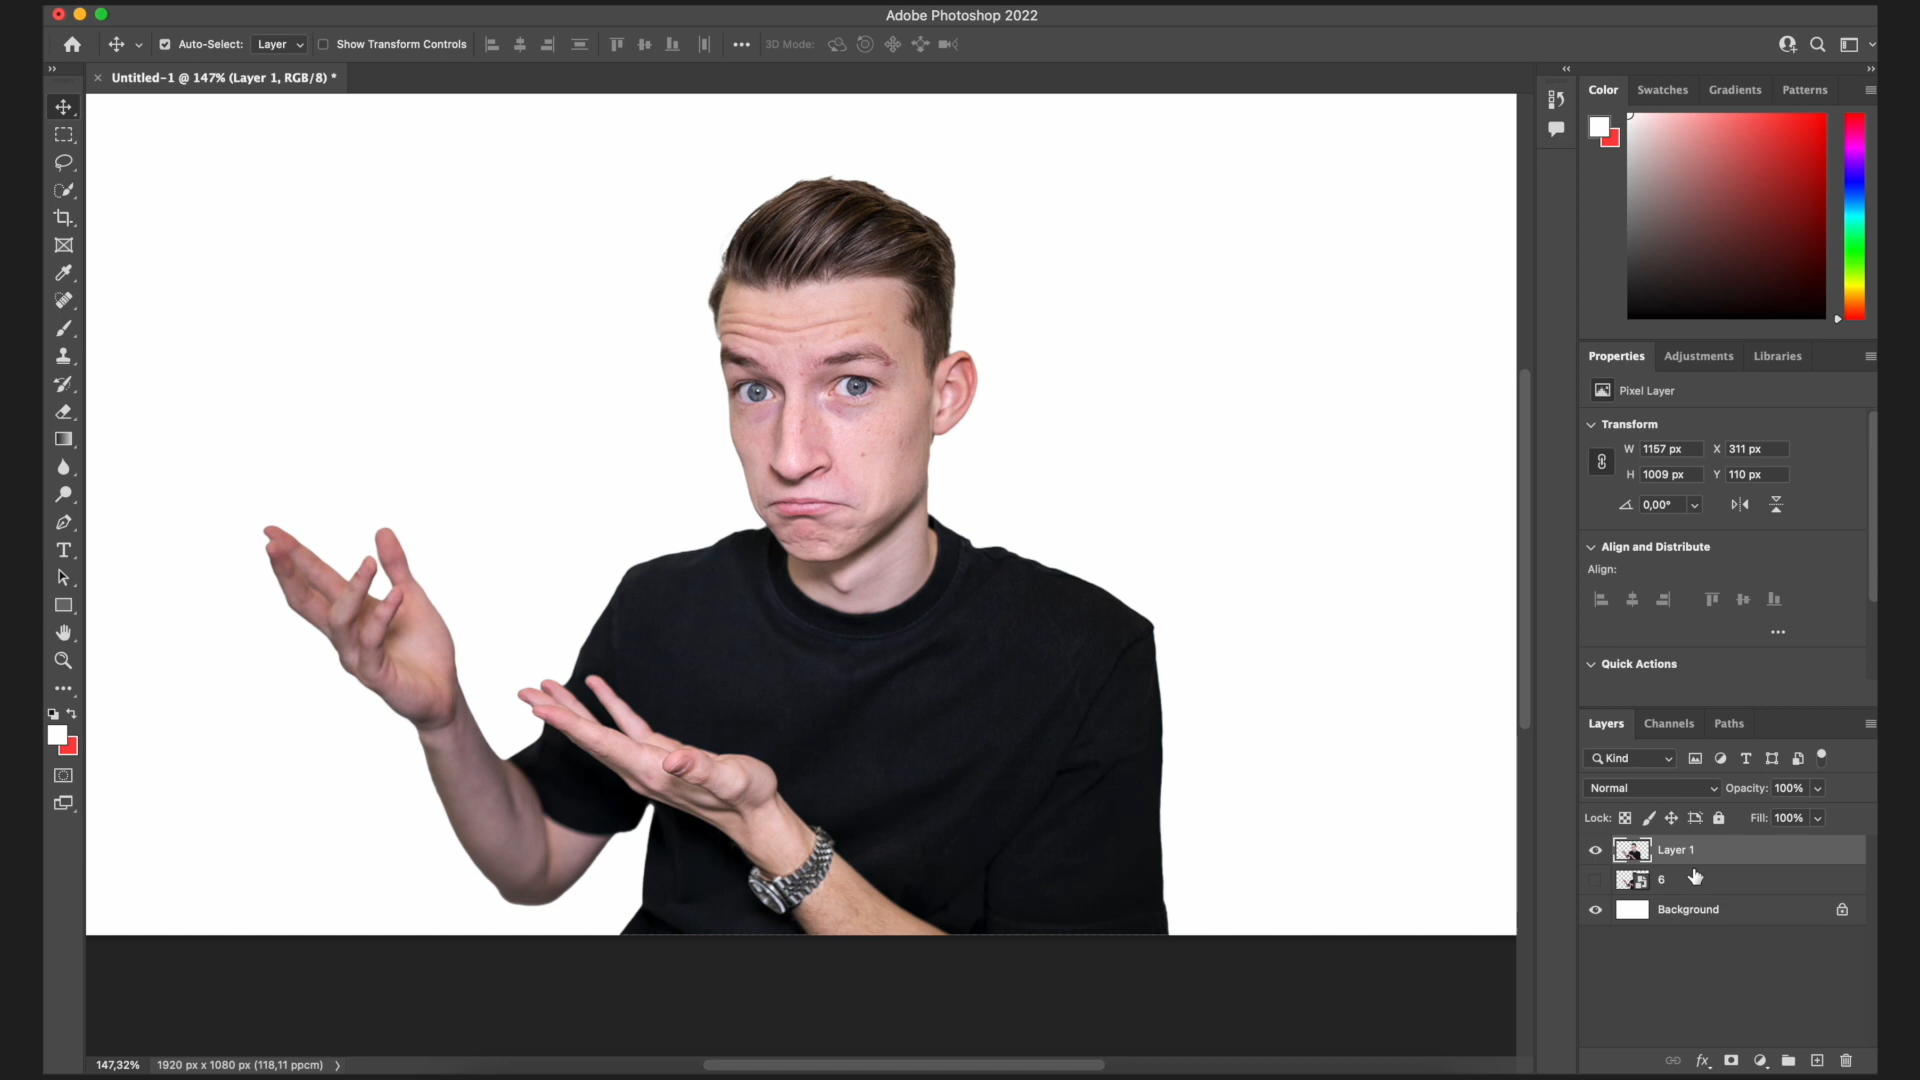 Adobe Photoshop 2022
Auto-Select: Layer Show Transform Controls 3D Mode:
Untitled-1 @ 147% (Layer 1, RGB/8) *
Color Swatches Gradients Patterns
Properties Adjustments Libraries
Pixel Layer
Transform
W 1157 px X 311 px
H 1009 px Y 110 px
0,00°
Align and Distribute
Align:
Quick Actions
Layers Channels Paths
Kind
Normal Opacity: 100%
Lock: Fill: 100%
Layer 1
6
Background
147,32% 1920 px x 1080 px (118,11 ppcm)